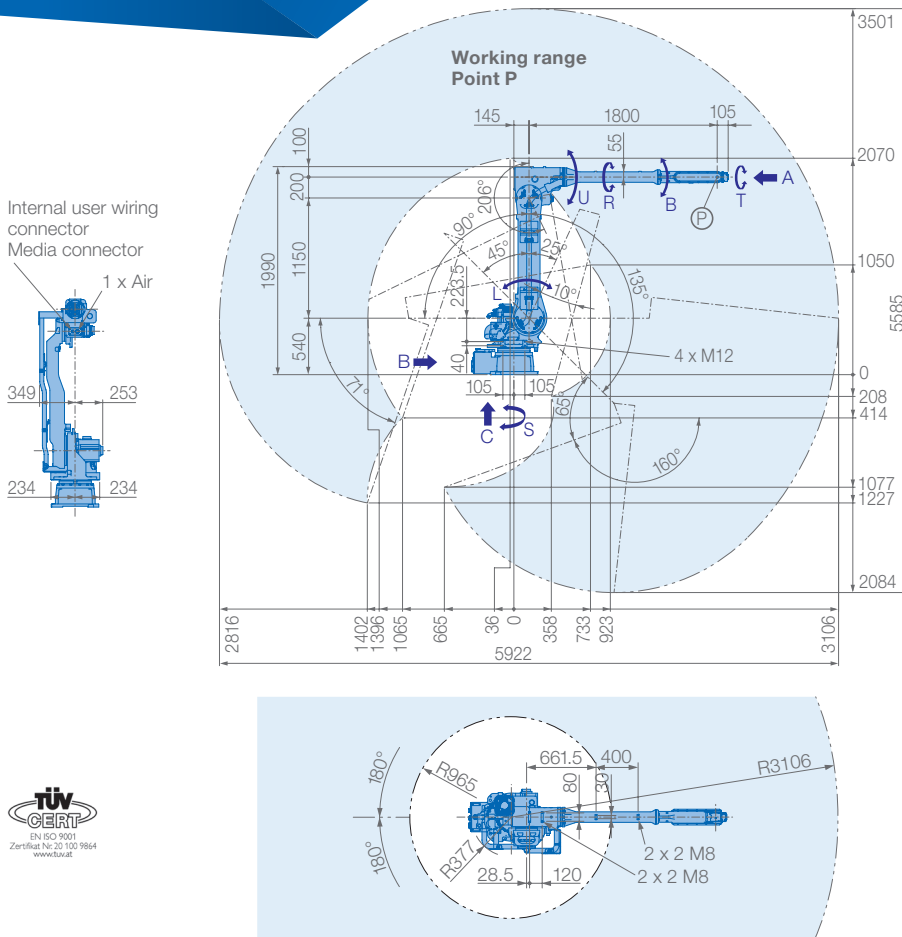 Working range
Point P
3501
145
1800
105
100
55
2070
200
U
R
B
T
A
P
206°
Internal user wiring
connector
Media connector
1 x Air
90°
45°
25°
1990
1150
223.5
L
10°
135°
1050
5585
540
40
B
4 x M12
0
105
105
208
414
349
253
71°
65°
C
S
160°
234
234
1077
1227
2084
2816
1402
1396
1065
665
36
0
358
733
923
3106
5922
661.5
400
R3106
180°
R965
80
30
TÜV
CERT
EN ISO 9001
Zertifikat Nr. 20 100 9864
www.tuv.at
180°
R377
2 x 2 M8
2 x 2 M8
28.5
120